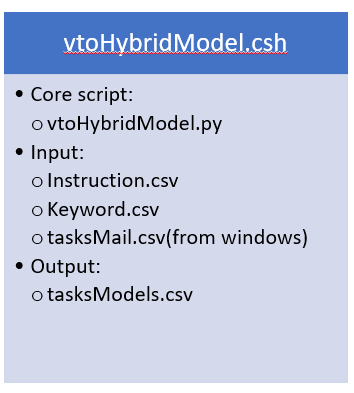 vtoHybridModel.csh
• Core script:
o vtoHybridModel.py
• Input:
o Instruction.csv
o Keyword.csv
o tasksMail.csv(from windows)
• Output:
o tasksModels.csv